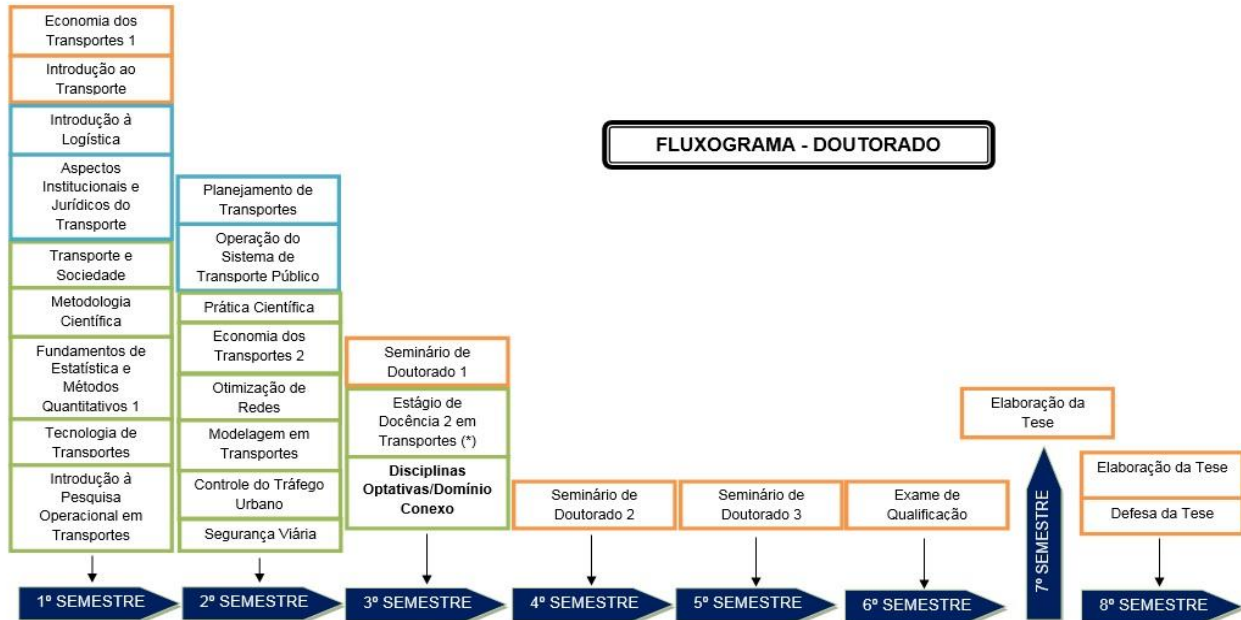 FLUXOGRAMA - DOUTORADO
Economia dos
Transportes 1
Introdução ao
Transporte
Introdução à
Logística
Aspectos
Institucionais e
Jurídicos do
Transporte
Transporte e
Sociedade
Metodologia
Científica
Fundamentos de
Estatística e
Métodos
Quantitativos 1
Tecnologia de
Transportes
Introdução à
Pesquisa
Operacional em
Transportes
1º SEMESTRE
Planejamento de
Transportes
Operação do
Sistema de
Transporte Público
Prática Científica
Economia dos
Transportes 2
Otimização de
Redes
Modelagem em
Transportes
Controle do Tráfego
Urbano
Segurança Viária
2º SEMESTRE
Seminário de
Doutorado 1
Estágio de
Docência 2 em
Transportes (*)
Disciplinas
Optativas/Domínio
Conexo
3º SEMESTRE
Seminário de
Doutorado 2
4º SEMESTRE
Seminário de
Doutorado 3
5º SEMESTRE
Exame de
Qualificação
6º SEMESTRE
Elaboração da
Tese
7º SEMESTRE
Elaboração da Tese
Defesa da Tese
8º SEMESTRE